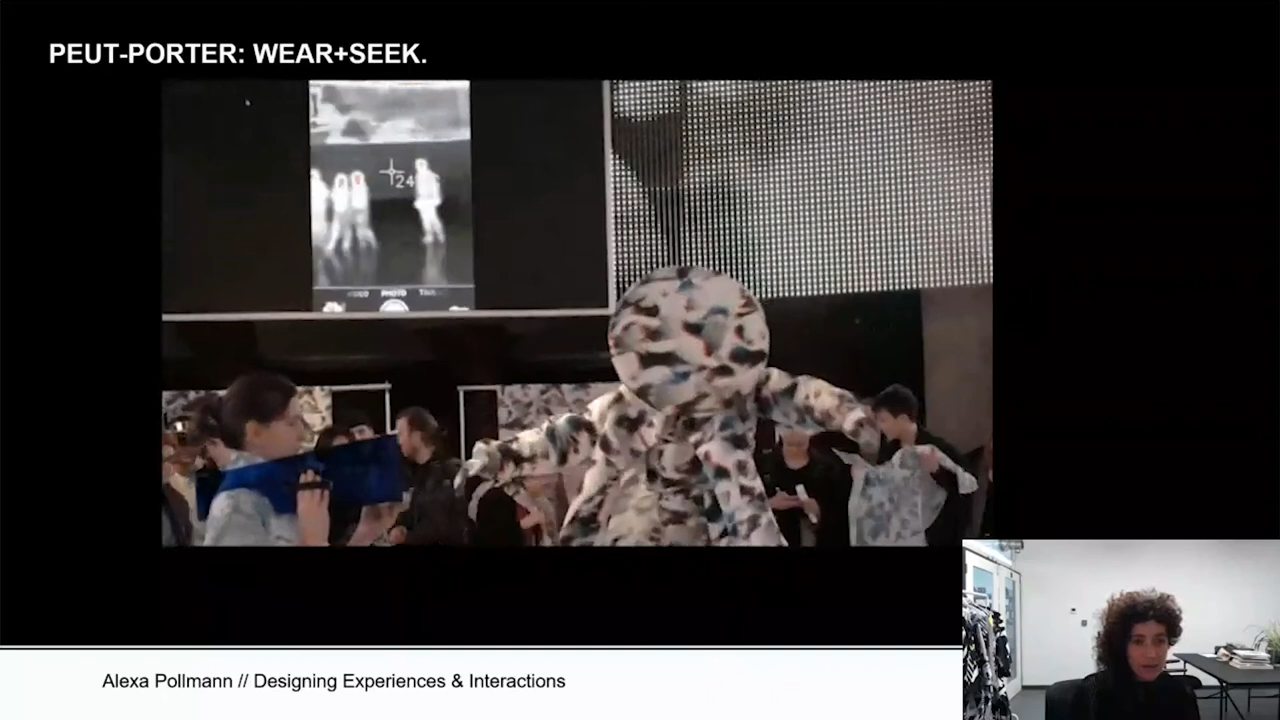 PEUT-PORTER: WEAR+SEEK.
24
PHOTO
Alexa Pollmann // Designing Experiences & Interactions